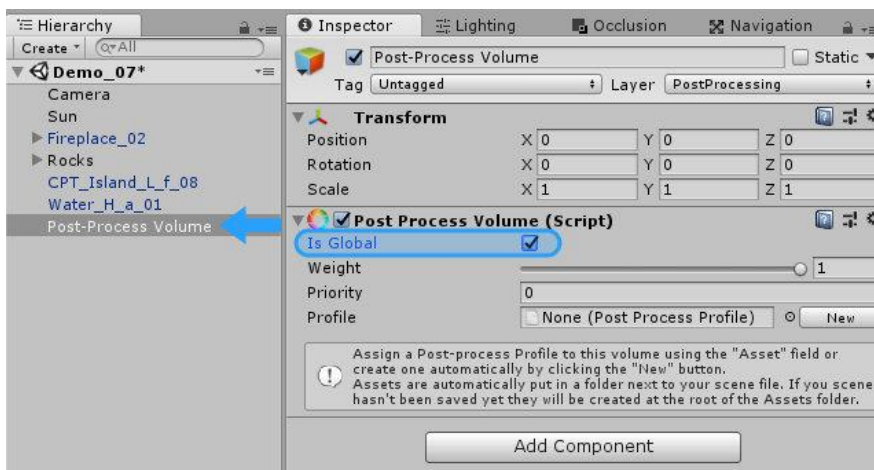 Hierarchy
Create
All
Demo_07*
Camera
Sun
Fireplace_02
Rocks
CPT_Island_L_f_08
Water_H_a_01
Post-Process Volume
Inspector Lighting Occlusion Navigation
Post-Process Volume Static
Tag Untagged Layer PostProcessing
Transform
Position X 0 Y 0 Z 0
Rotation X 0 Y 0 Z 0
Scale X 1 Y 1 Z 1
Post Process Volume (Script)
Is Global
Weight 1
Priority 0
Profile None (Post Process Profile) New
Assign a Post-process Profile to this volume using the "Asset" field or
create one automatically by clicking the "New" button.
Assets are automatically put in a folder next to your scene file. If you scene
hasn't been saved yet they will be created at the root of the Assets folder.
Add Component